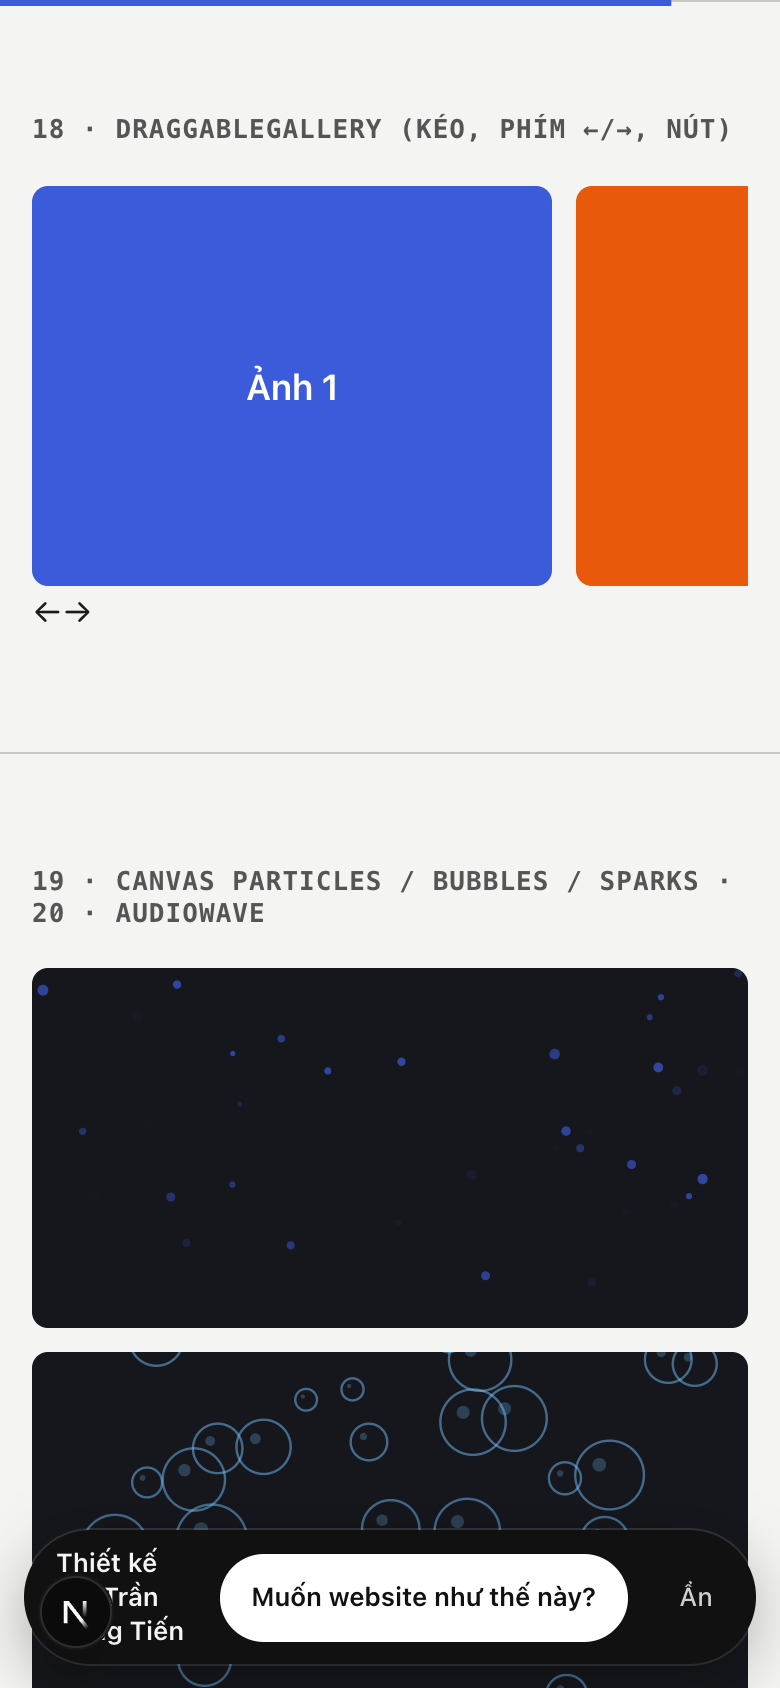 18 · DRAGGABLEGALLERY (KÉO, PHÍM ←/→, NÚT)
Ảnh 1
← →
19 · CANVAS PARTICLES / BUBBLES / SPARKS ·
20 · AUDIOWAVE
Thiết kế
Trần
g Tiến
N
Muốn website như thế này?
Ẩn